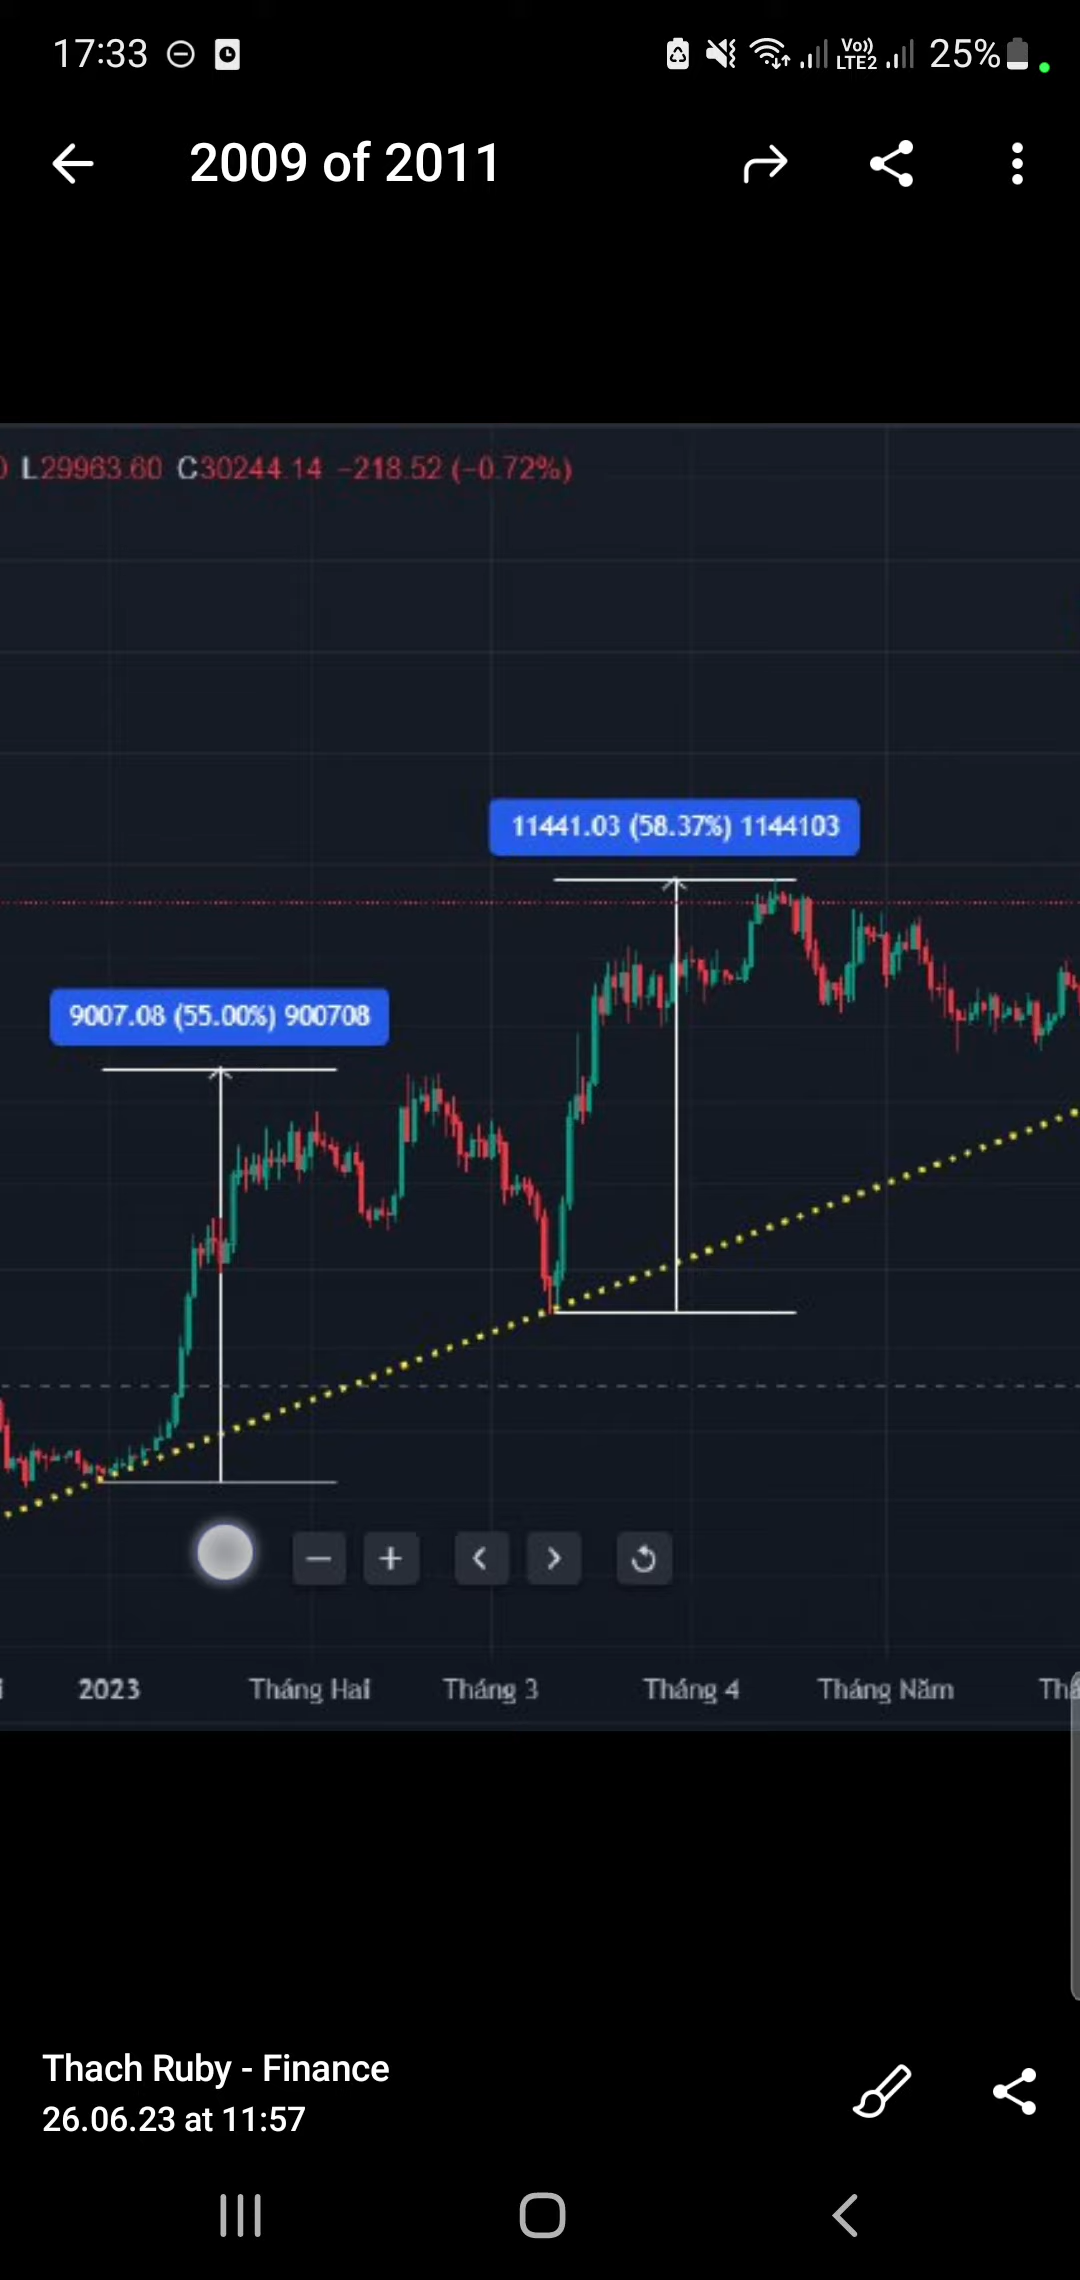 17:33
Vo))
LTE2
25%
2009 of 2011
L29963.60 C30244.14 −218.52 (−0.72%)
11441.03 (58.37%) 1144103
9007.08 (55.00%) 900708
2023 Tháng Hai Tháng 3 Tháng 4 Tháng Năm
Thach Ruby - Finance
26.06.23 at 11:57